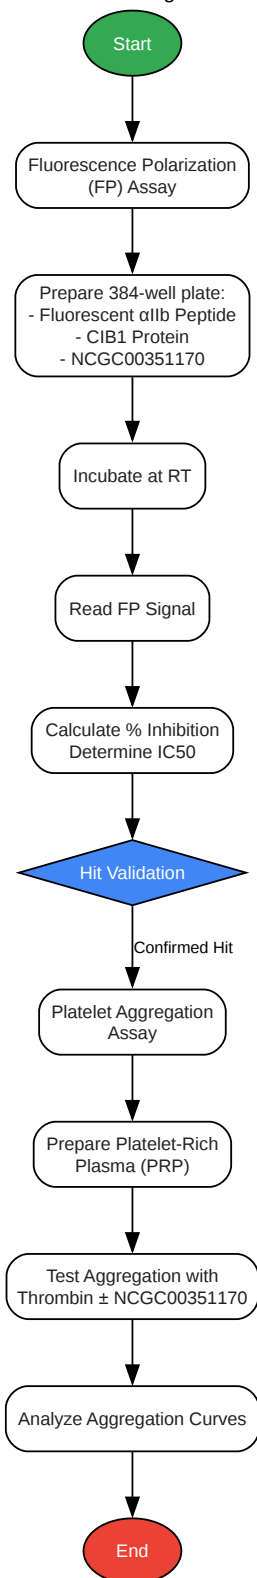 Start
Fluorescence Polarization
(FP) Assay
Prepare 384-well plate:
- Fluorescent αIIb Peptide
- CIB1 Protein
- NCGC00351170
Incubate at RT
Read FP Signal
Calculate % Inhibition
Determine IC50
Hit Validation
Confirmed Hit
Platelet Aggregation
Assay
Prepare Platelet-Rich
Plasma (PRP)
Test Aggregation with
Thrombin ± NCGC00351170
Analyze Aggregation Curves
End